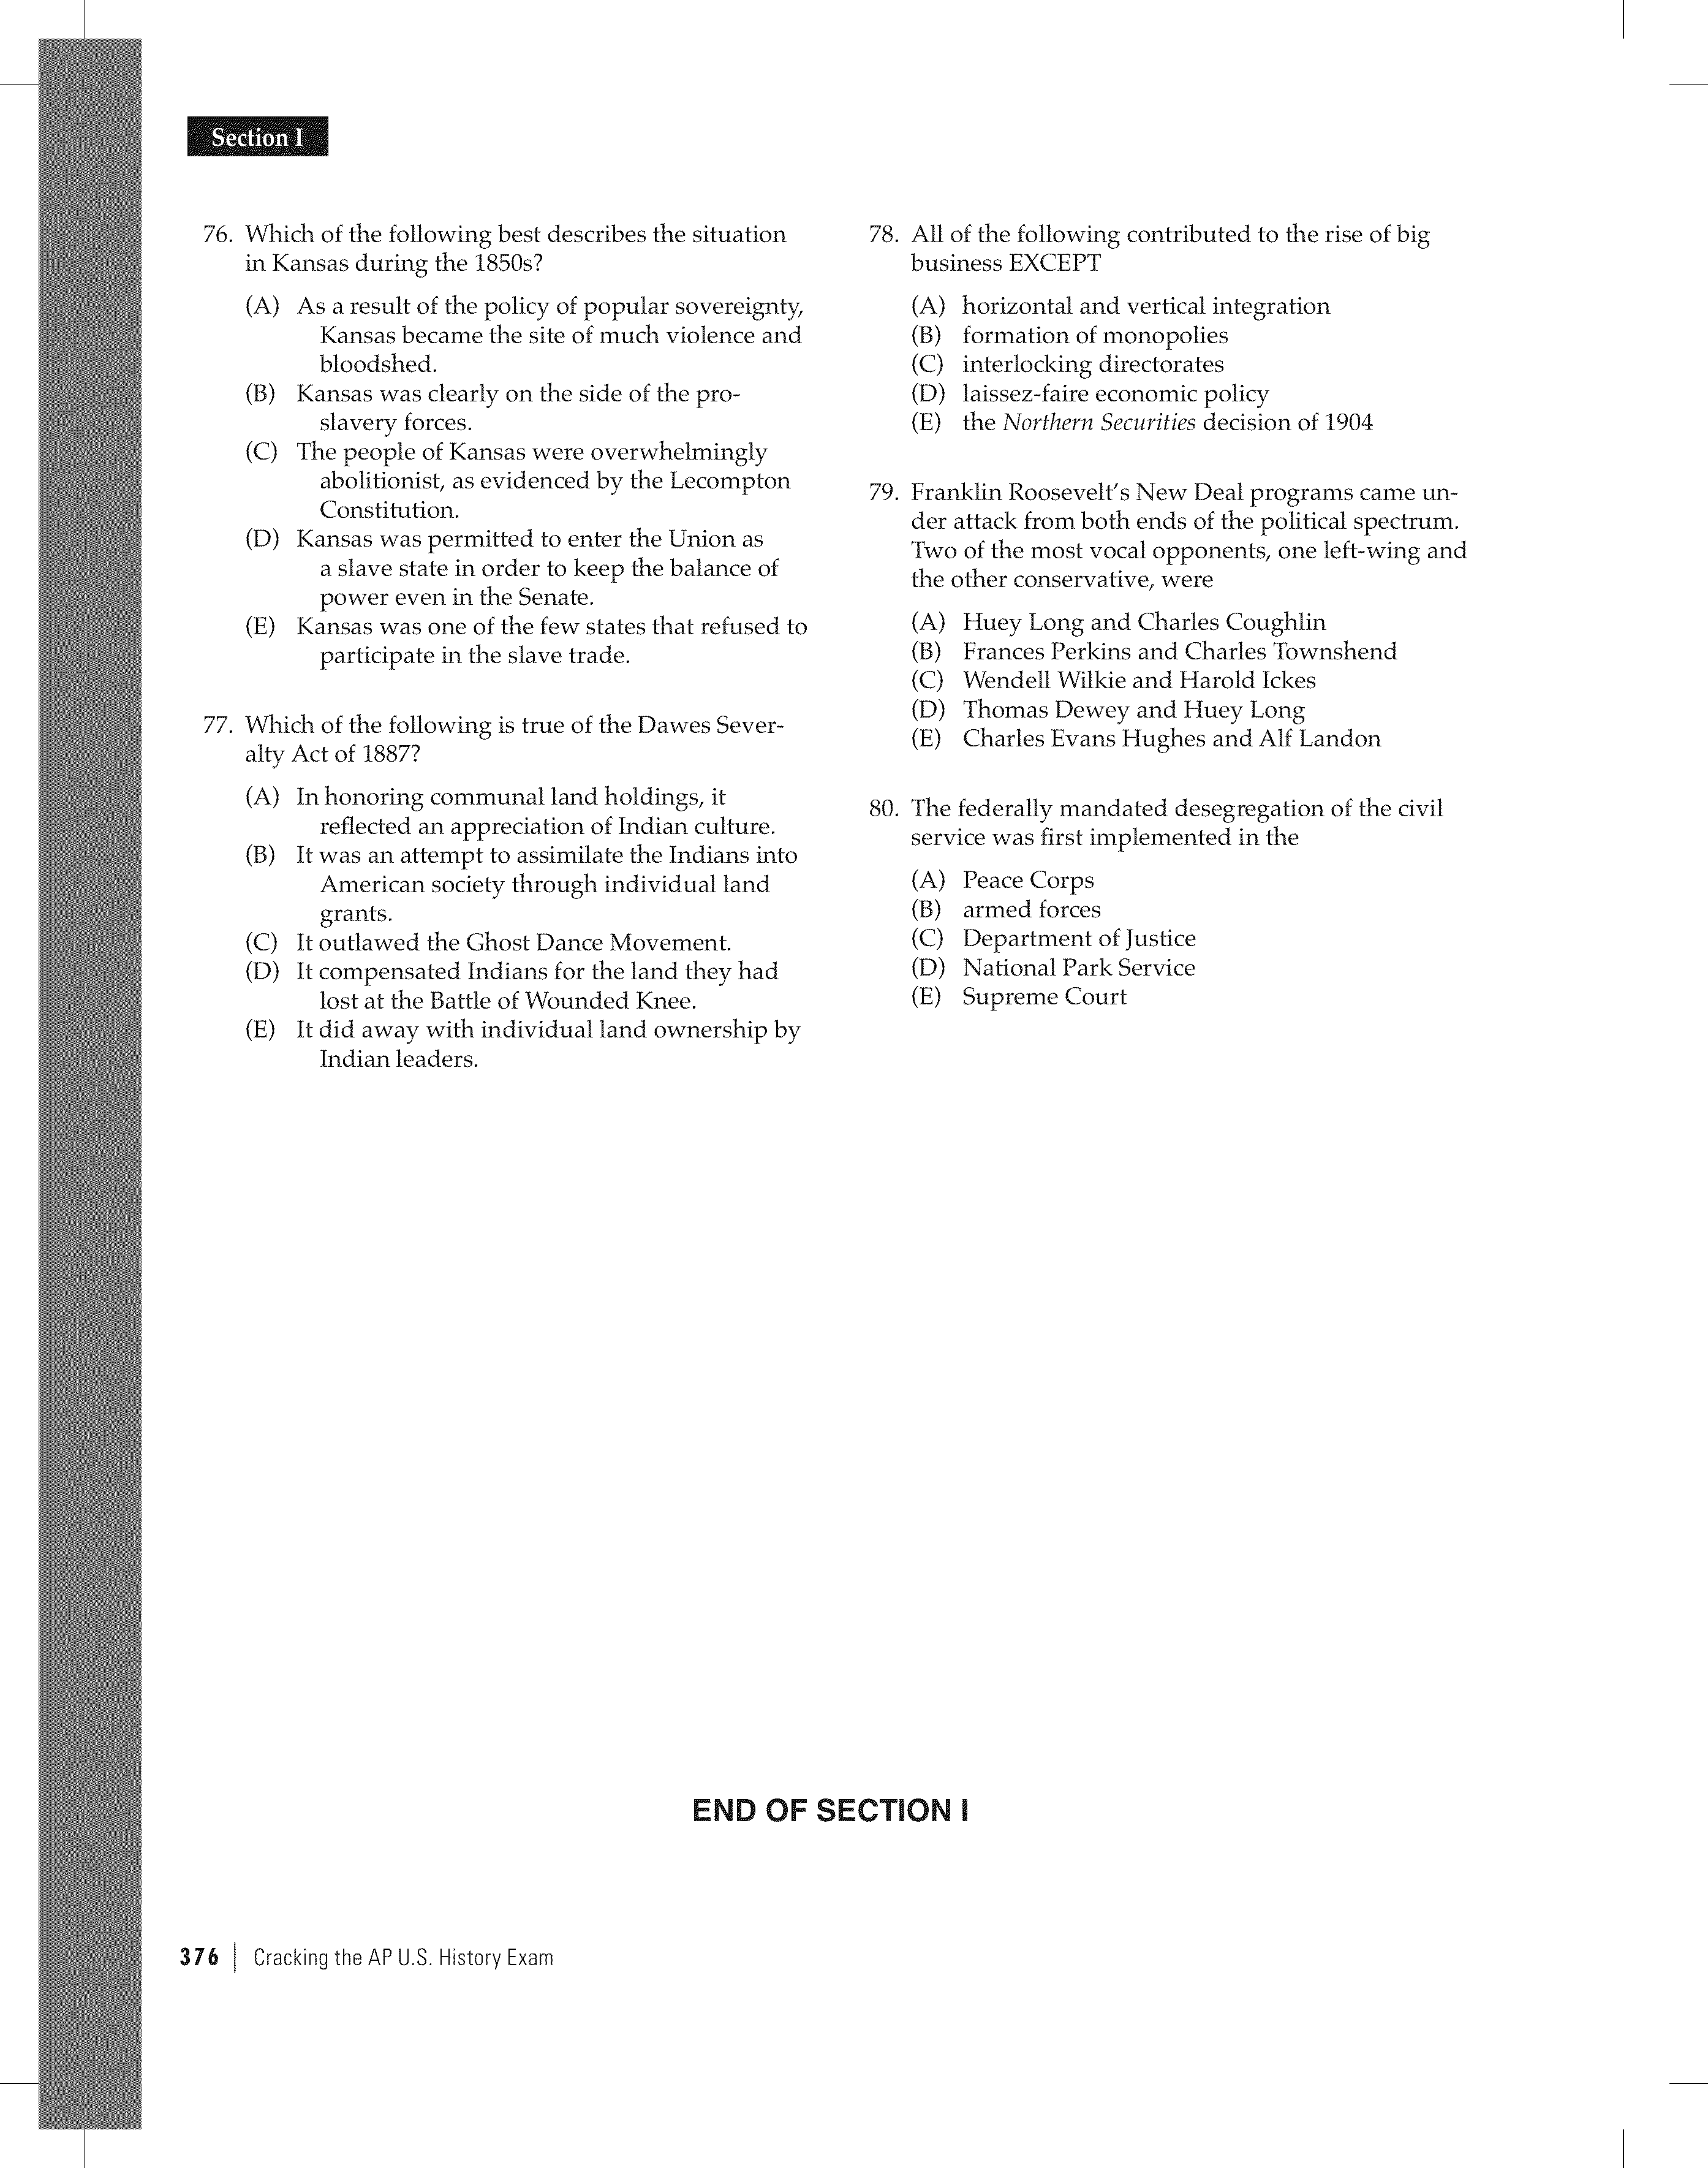 Section I
76. Which of the following best describes the situation
in Kansas during the 1850s?
(A) As a result of the policy of popular sovereignty,
Kansas became the site of much violence and
bloodshed.
(B) Kansas was clearly on the side of the pro-
slavery forces.
(C) The people of Kansas were overwhelmingly
abolitionist, as evidenced by the Lecompton
Constitution.
(D) Kansas was permitted to enter the Union as
a slave state in order to keep the balance of
power even in the Senate.
(E) Kansas was one of the few states that refused to
participate in the slave trade.
77. Which of the following is true of the Dawes Sever-
alty Act of 1887?
(A) In honoring communal land holdings, it
reflected an appreciation of Indian culture.
(B) It was an attempt to assimilate the Indians into
American society through individual land
grants.
(C) It outlawed the Ghost Dance Movement.
(D) It compensated Indians for the land they had
lost at the Battle of Wounded Knee.
(E) It did away with individual land ownership by
Indian leaders.
78. All of the following contributed to the rise of big
business EXCEPT
(A) horizontal and vertical integration
(B) formation of monopolies
(C) interlocking directorates
(D) laissez-faire economic policy
(E) the Northern Securities decision of 1904
79. Franklin Roosevelt's New Deal programs came un-
der attack from both ends of the political spectrum.
Two of the most vocal opponents, one left-wing and
the other conservative, were
(A) Huey Long and Charles Coughlin
(B) Frances Perkins and Charles Townshend
(C) Wendell Wilkie and Harold Ickes
(D) Thomas Dewey and Huey Long
(E) Charles Evans Hughes and Alf Landon
80. The federally mandated desegregation of the civil
service was first implemented in the
(A) Peace Corps
(B) armed forces
(C) Department of Justice
(D) National Park Service
(E) Supreme Court
END OF SECTION I
376 | Cracking the AP U.S. History Exam